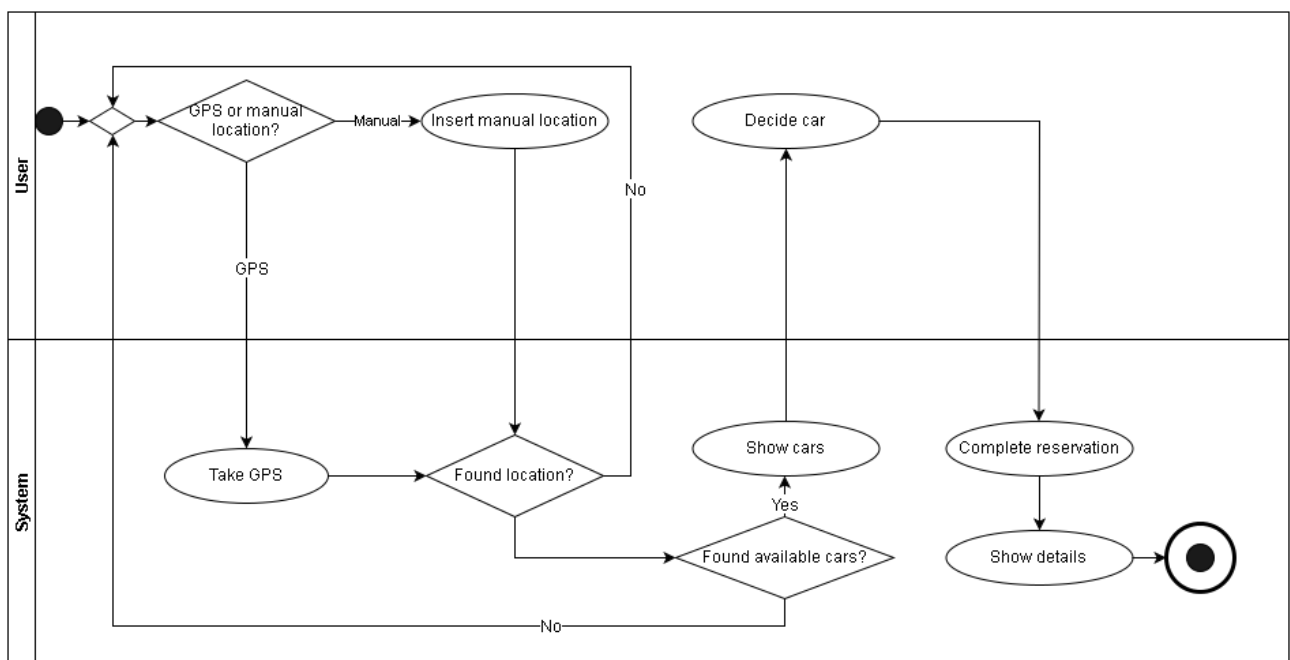 User
GPS or manual
location?
Manual
Insert manual location
Decide car
No
GPS
System
Take GPS
Found location?
Show cars
Yes
Found available cars?
No
Complete reservation
Show details